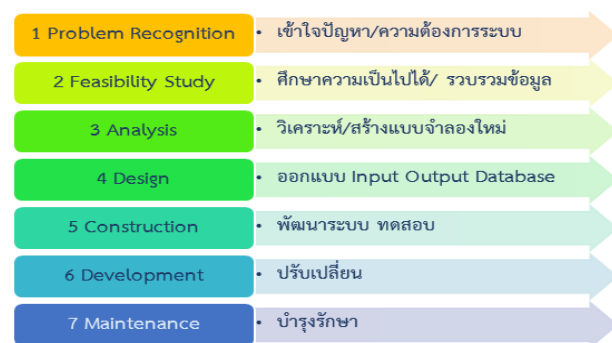 1 Problem Recognition
• เข้าใจปัญหา/ความต้องการระบบ
2 Feasibility Study
• ศึกษาความเป็นไปได้/ รวบรวมข้อมูล
3 Analysis
• วิเคราะห์/สร้างแบบจำลองใหม่
4 Design
• ออกแบบ Input Output Database
5 Construction
• พัฒนาระบบ ทดสอบ
6 Development
• ปรับเปลี่ยน
7 Maintenance
• บำรุงรักษา